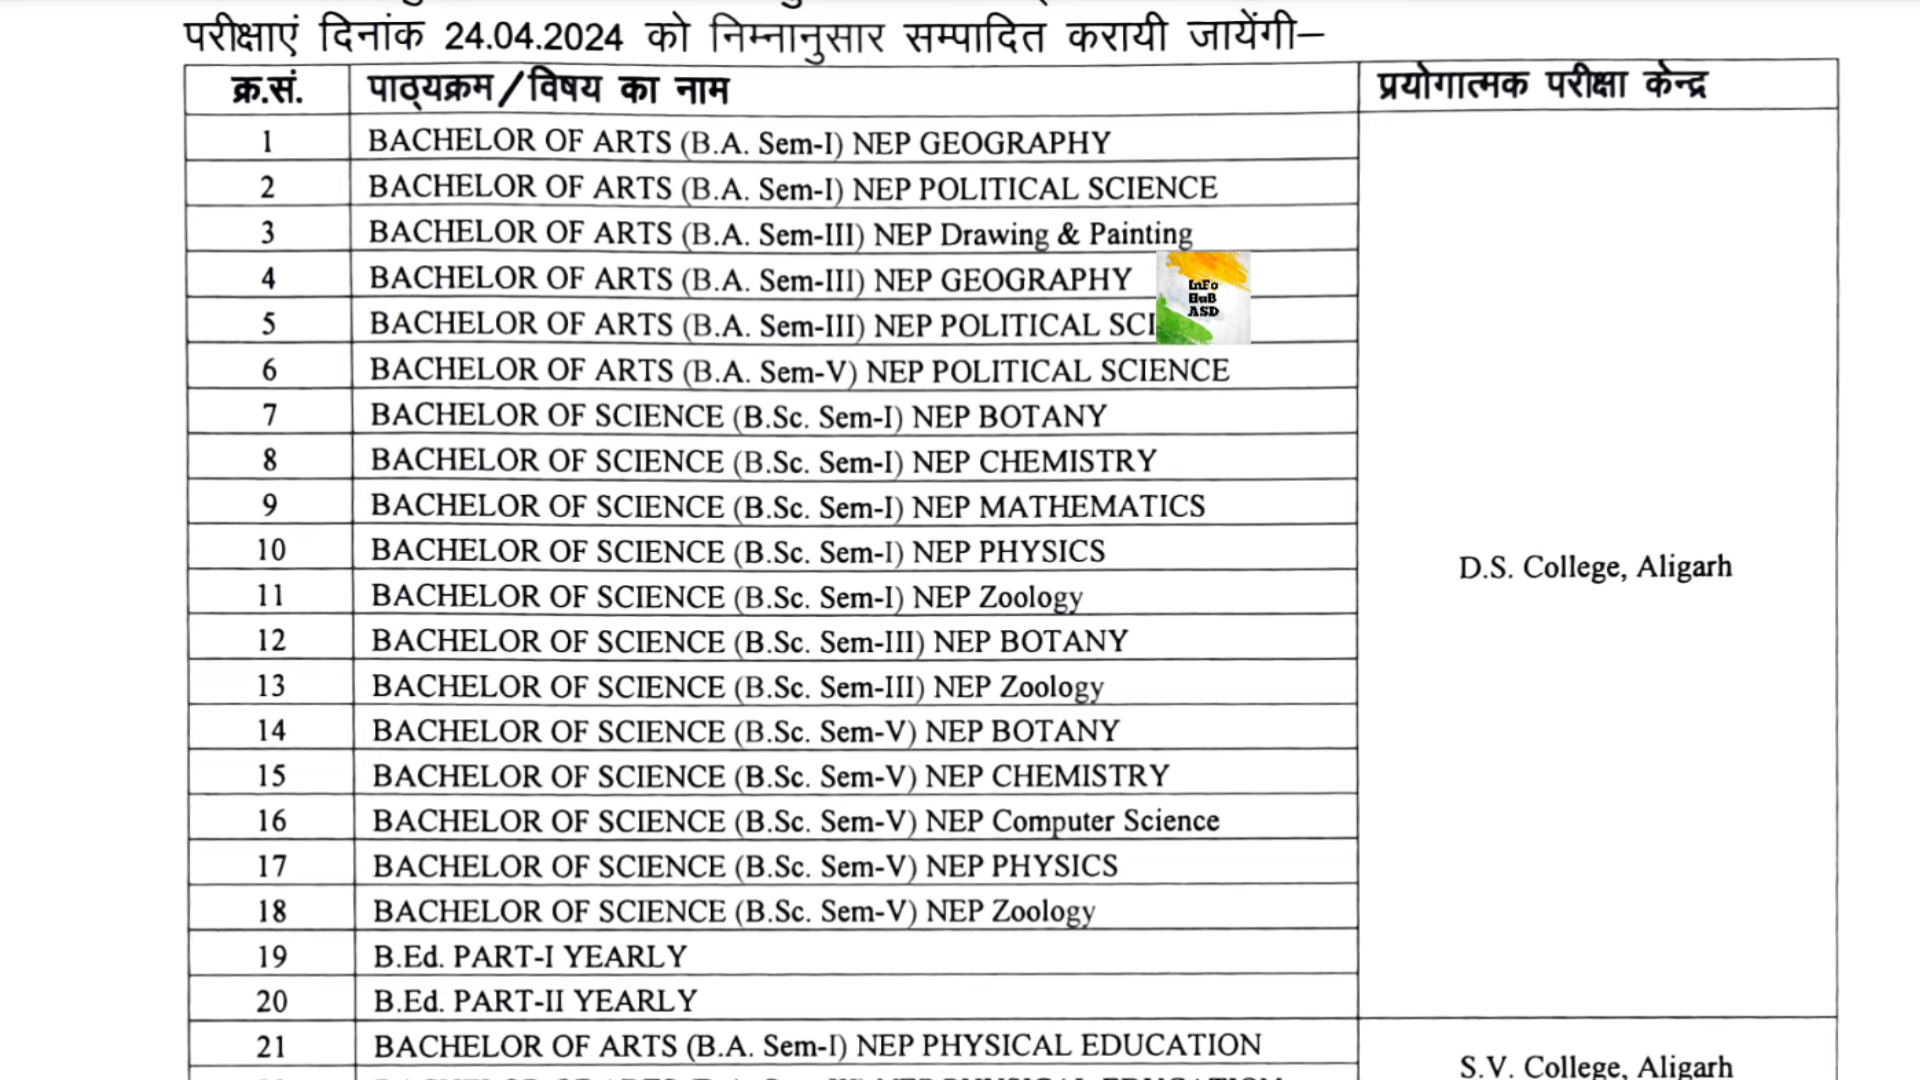 परीक्षाएं दिनांक 24.04.2024 को निम्नानुसार सम्पादित करायी जायेंगी–
क्र.सं. पाठ्यक्रम/विषय का नाम प्रयोगात्मक परीक्षा केन्द्र
1 BACHELOR OF ARTS (B.A. Sem-I) NEP GEOGRAPHY
2 BACHELOR OF ARTS (B.A. Sem-I) NEP POLITICAL SCIENCE
3 BACHELOR OF ARTS (B.A. Sem-III) NEP Drawing & Painting
4 BACHELOR OF ARTS (B.A. Sem-III) NEP GEOGRAPHY
InFo
HuB
ASD
5 BACHELOR OF ARTS (B.A. Sem-III) NEP POLITICAL SCI
6 BACHELOR OF ARTS (B.A. Sem-V) NEP POLITICAL SCIENCE
7 BACHELOR OF SCIENCE (B.Sc. Sem-I) NEP BOTANY
8 BACHELOR OF SCIENCE (B.Sc. Sem-I) NEP CHEMISTRY
9 BACHELOR OF SCIENCE (B.Sc. Sem-I) NEP MATHEMATICS
10 BACHELOR OF SCIENCE (B.Sc. Sem-I) NEP PHYSICS
D.S. College, Aligarh
11 BACHELOR OF SCIENCE (B.Sc. Sem-I) NEP Zoology
12 BACHELOR OF SCIENCE (B.Sc. Sem-III) NEP BOTANY
13 BACHELOR OF SCIENCE (B.Sc. Sem-III) NEP Zoology
14 BACHELOR OF SCIENCE (B.Sc. Sem-V) NEP BOTANY
15 BACHELOR OF SCIENCE (B.Sc. Sem-V) NEP CHEMISTRY
16 BACHELOR OF SCIENCE (B.Sc. Sem-V) NEP Computer Science
17 BACHELOR OF SCIENCE (B.Sc. Sem-V) NEP PHYSICS
18 BACHELOR OF SCIENCE (B.Sc. Sem-V) NEP Zoology
19 B.Ed. PART-I YEARLY
20 B.Ed. PART-II YEARLY
21 BACHELOR OF ARTS (B.A. Sem-I) NEP PHYSICAL EDUCATION
S.V. College, Aligarh